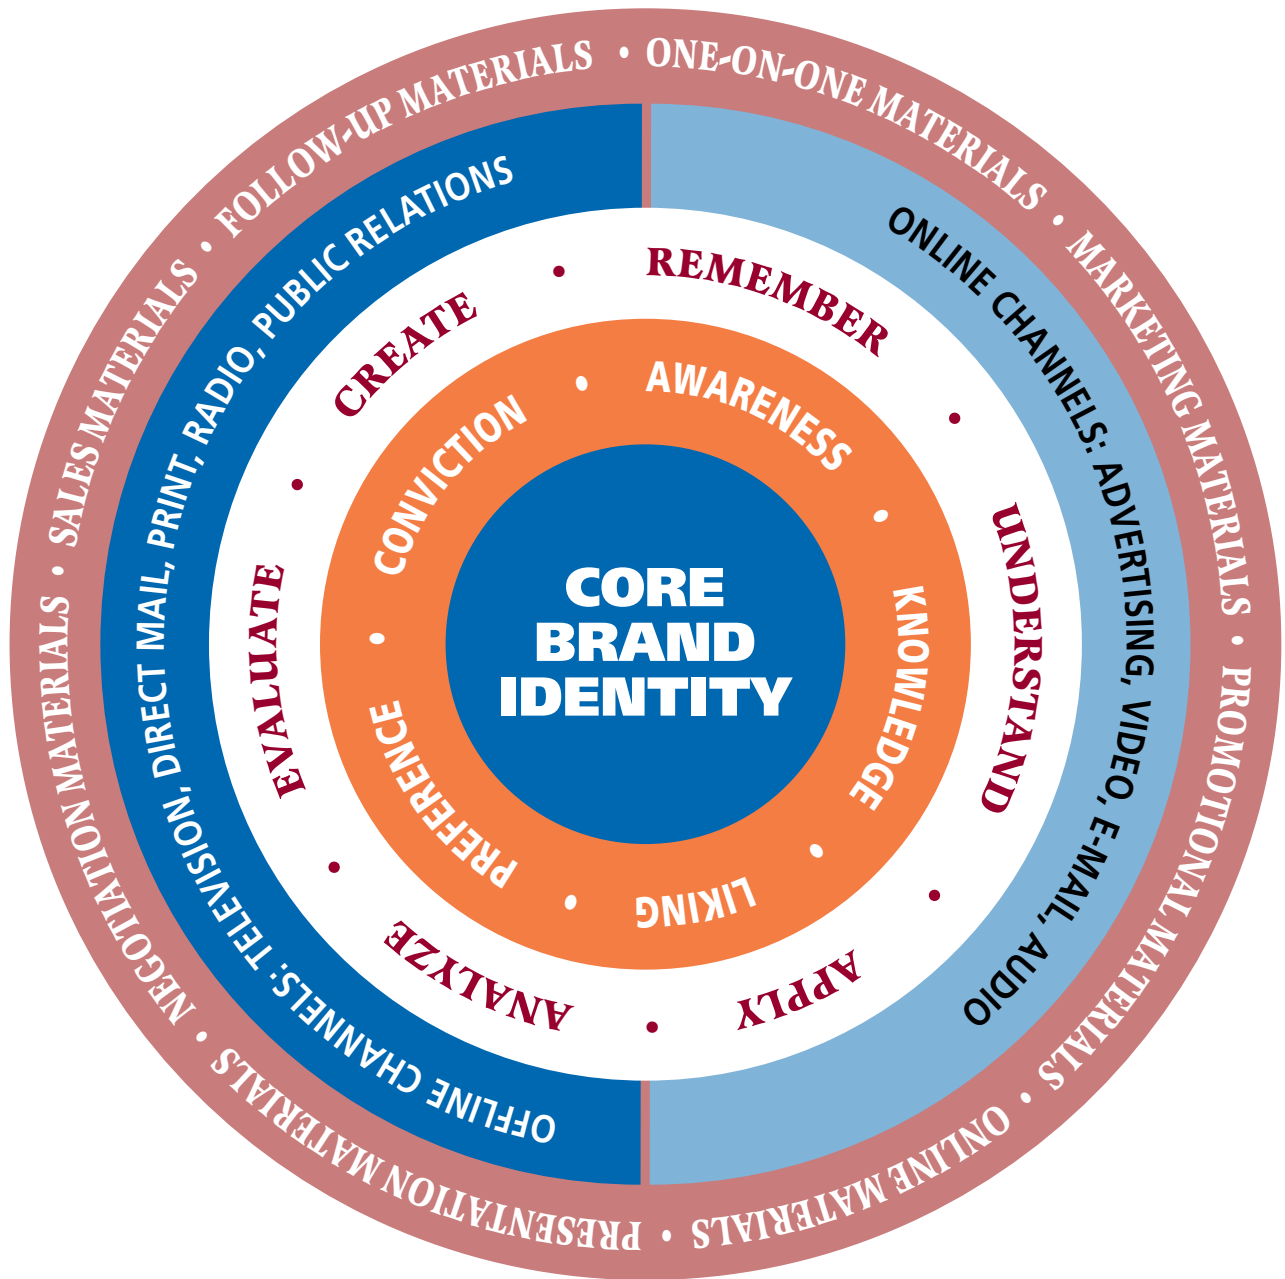 ONE-ON-ONE MATERIALS • MARKETING MATERIALS • PROMOTIONAL MATERIALS • ONLINE MATERIALS • PRESENTATION MATERIALS • NEGOTIATION MATERIALS • SALES MATERIALS • FOLLOW-UP MATERIALS •
ONLINE CHANNELS: ADVERTISING, VIDEO, E-MAIL, AUDIO
OFFLINE CHANNELS: TELEVISION, DIRECT MAIL, PRINT, RADIO, PUBLIC RELATIONS
REMEMBER • UNDERSTAND • APPLY • ANALYZE • EVALUATE • CREATE •
AWARENESS • KNOWLEDGE • LIKING • PREFERENCE • CONVICTION •
CORE
BRAND
IDENTITY